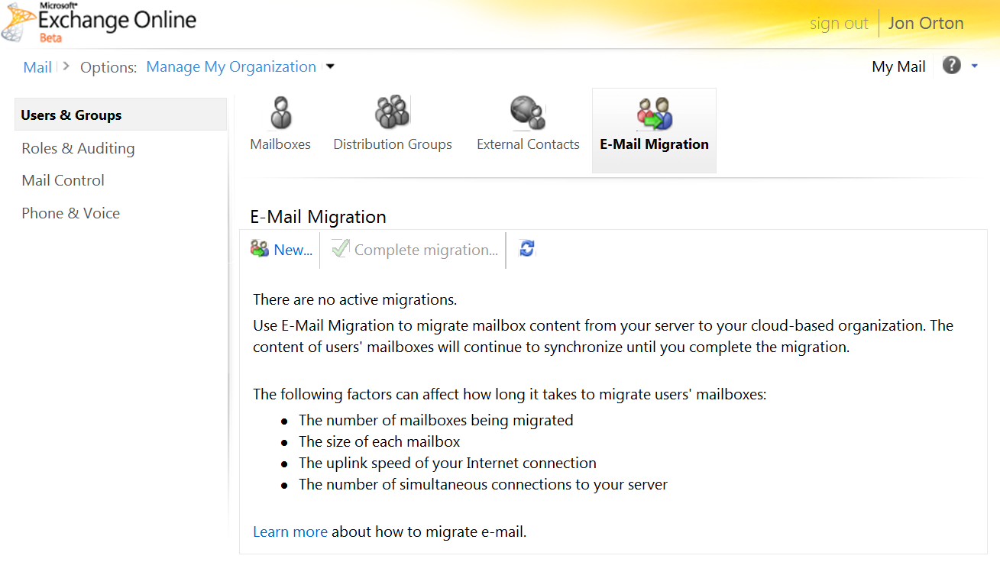 Microsoft®
Exchange Online
Beta
sign out
Jon Orton
Mail > Options: Manage My Organization
My Mail
?
Users & Groups
Roles & Auditing
Mail Control
Phone & Voice
Mailboxes
Distribution Groups
External Contacts
E-Mail Migration
E-Mail Migration
New...
Complete migration...
There are no active migrations.
Use E-Mail Migration to migrate mailbox content from your server to your cloud-based organization. The
content of users' mailboxes will continue to synchronize until you complete the migration.
The following factors can affect how long it takes to migrate users' mailboxes:
● The number of mailboxes being migrated
● The size of each mailbox
● The uplink speed of your Internet connection
● The number of simultaneous connections to your server
Learn more about how to migrate e-mail.